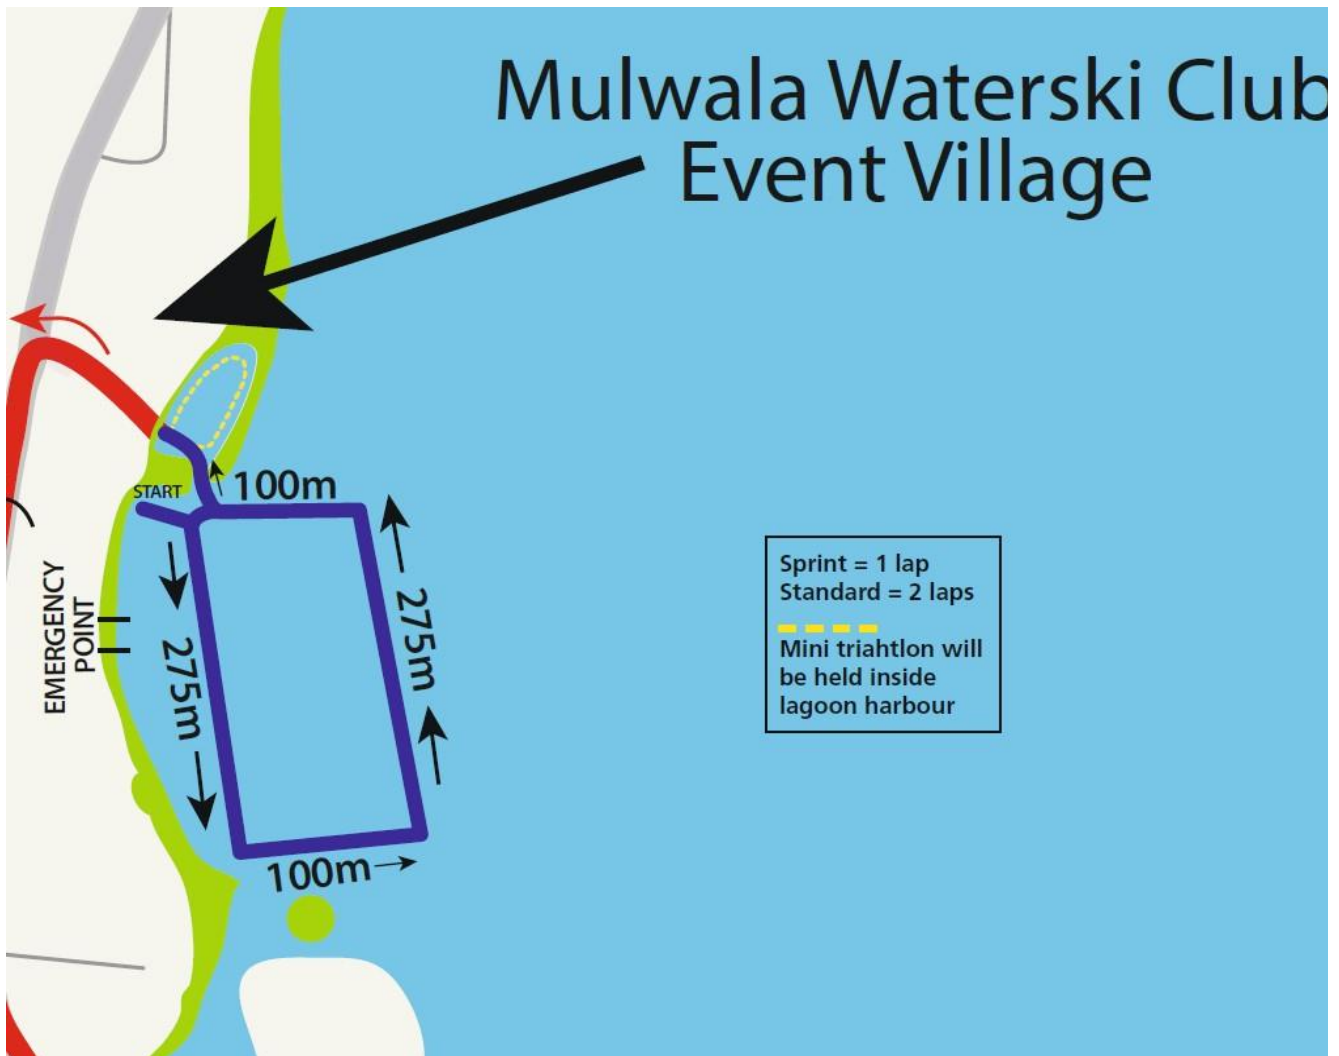 Mulwala Waterski Club
Event Village
START
100m
EMERGENCY
POINT
275m
275m
100m
Sprint = 1 lap
Standard = 2 laps
Mini triahtlon will
be held inside
lagoon harbour